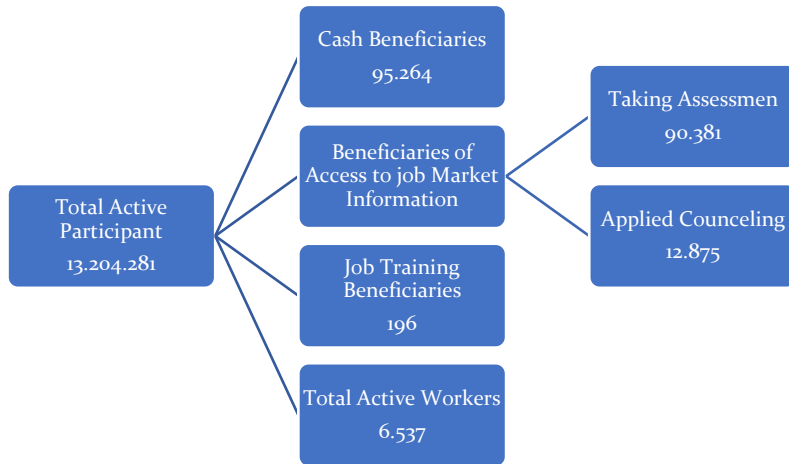 Total Active
Participant
13.204.281
Cash Beneficiaries
95.264
Beneficiaries of
Access to job Market
Information
Job Training
Beneficiaries
196
Total Active Workers
6.537
Taking Assessmen
90.381
Applied Counceling
12.875